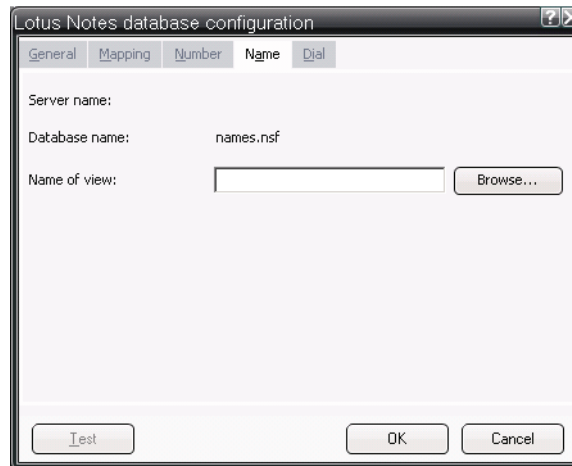 Lotus Notes database configuration
General Mapping Number Name Dial
Server name:
Database name: names.nsf
Name of view: Browse...
Test OK Cancel